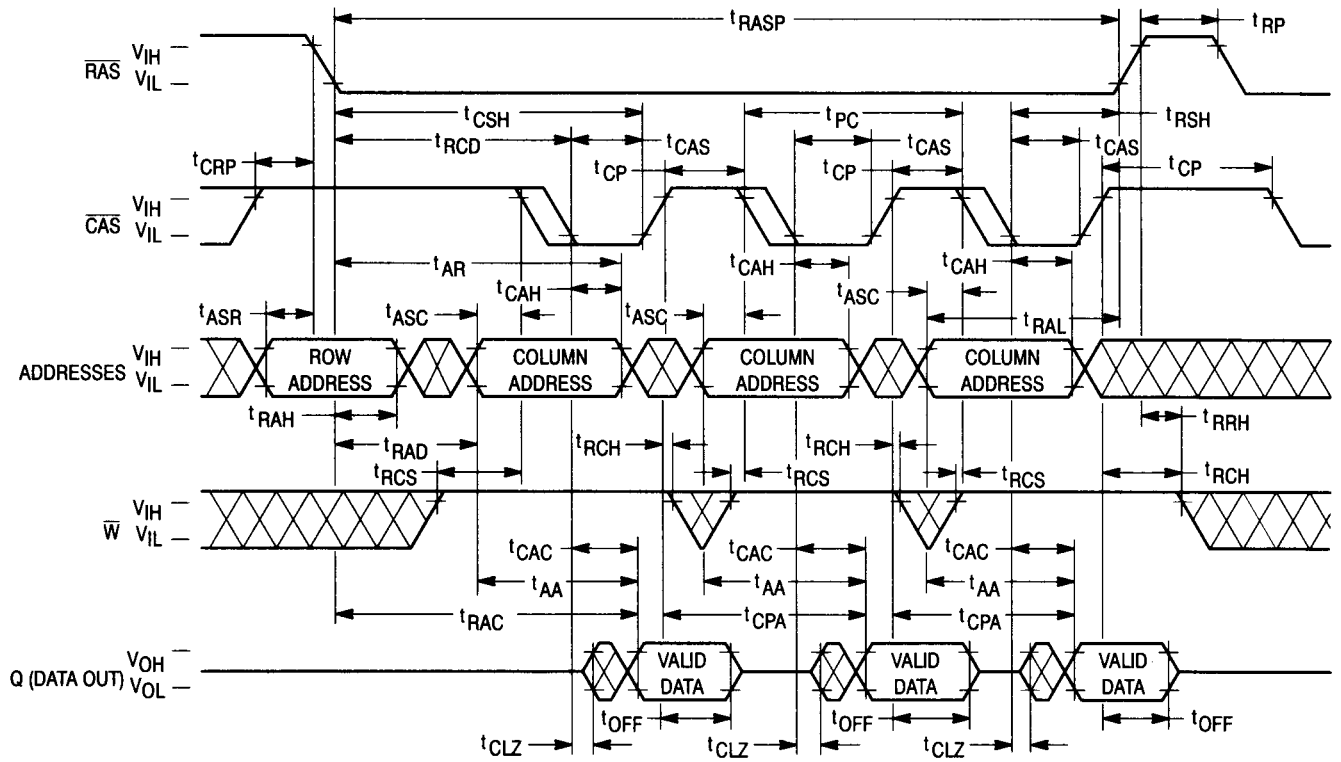 tRASP
tRP
RAS VIH
VIL
tCSH
tPC
tRSH
tRCD
tCAS
tCAS
tCAS
tCRP
tCP
tCP
tCP
CAS VIH
VIL
tAR
tCAH
tCAH
tCAH
tASR
tASC
tASC
tASC
tRAL
ADDRESSES VIH
VIL
ROW ADDRESS
COLUMN ADDRESS
COLUMN ADDRESS
COLUMN ADDRESS
tRAH
tRRH
tRAD
tRCH
tRCH
tRCS
tRCS
tRCS
tRCH
W VIH
VIL
tCAC
tCAC
tCAC
tAA
tAA
tAA
tRAC
tCPA
tCPA
Q (DATA OUT) VOH
VOL
VALID DATA
VALID DATA
VALID DATA
tOFF
tOFF
tOFF
tCLZ
tCLZ
tCLZ